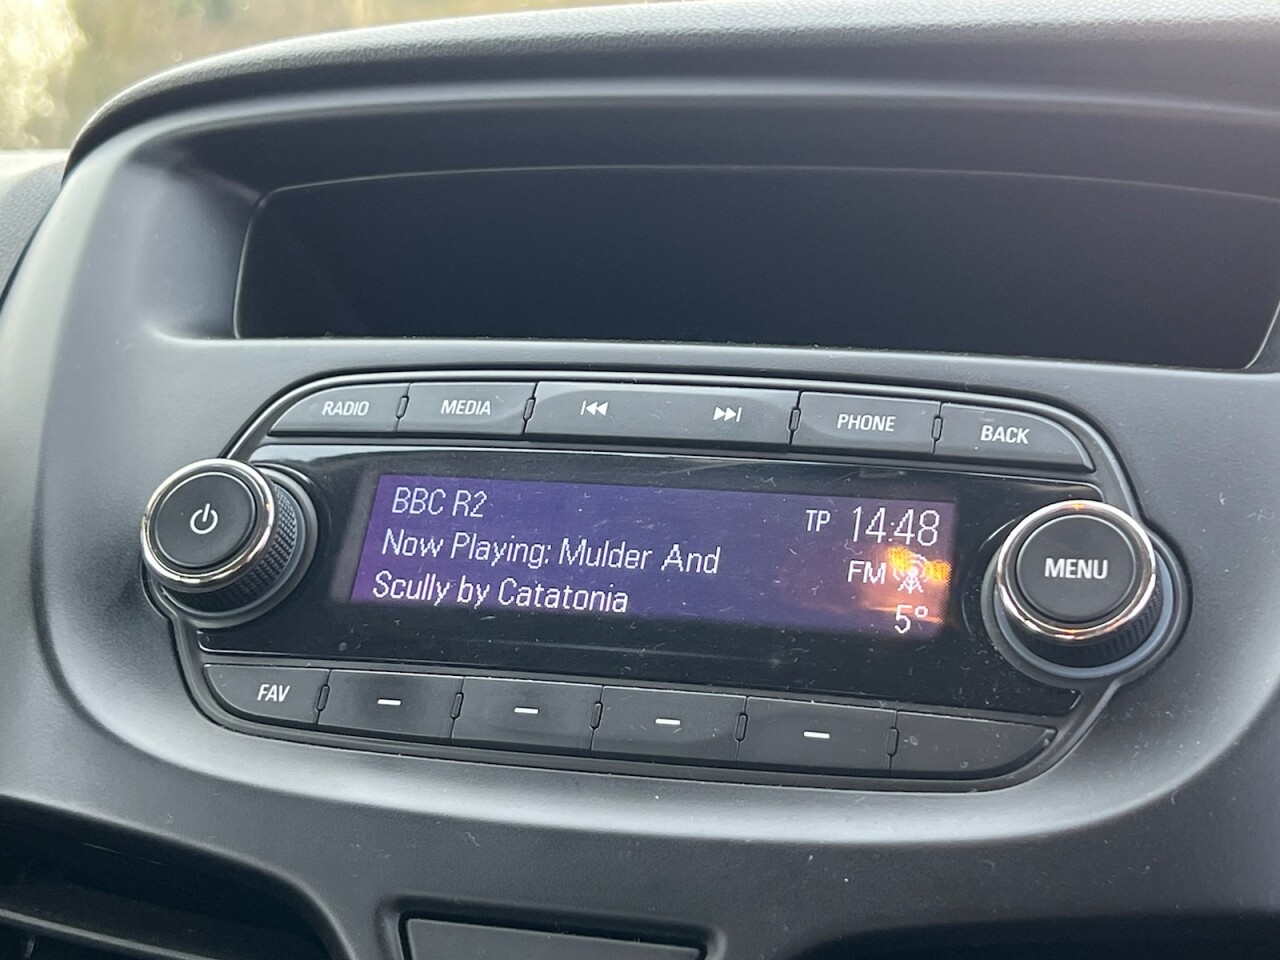 RADIO MEDIA PHONE BACK
BBC R2
TP 14:48
Now Playing: Mulder And
FM
Scully by Catatonia
5°
MENU
FAV